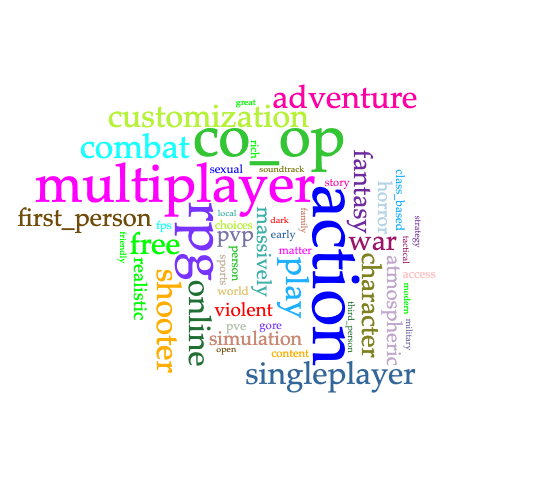 great
adventure
customization
co_op
combat
rich
sexual
soundtrack
fantasy
horror
class_based
multiplayer
story
first_person
fps
rpg
local
choices
pvp
massively
dark
family
action
strategy
friendly
free
person
early
war
tactical
matter
realistic
shooter
online
sports
world
play
character
atmospheric
access
modern
violent
third_person
military
pve
gore
simulation
open
content
singleplayer